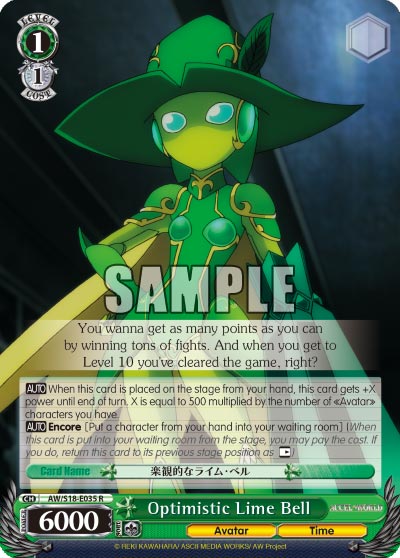 LEVEL
1
1
COST
SAMPLE
You wanna get as many points as you can
by winning tons of fights. And when you get to
Level 10 you've cleared the game, right?
AUTO When this card is placed on the stage from your hand, this card gets +X
power until end of turn. X is equal to 500 multiplied by the number of «Avatar»
characters you have.
AUTO Encore [Put a character from your hand into your waiting room] (When
this card is put into your waiting room from the stage, you may pay the cost. If
you do, return this card to its previous stage position as )
Card Name 楽観的なライム・ベル
CH AW/S18-E035 R
Optimistic Lime Bell
ACCEL WORLD
POWER 6000
Avatar Time
© REKI KAWAHARA/ ASCII MEDIA WORKS/ AW Project